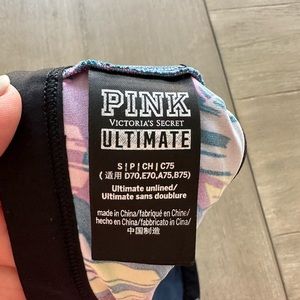 PINK
VICTORIA'S SECRET
ULTIMATE
S | P | CH | C75
(适用 D70,E70,A75,B75)
Ultimate unlined/
Ultimate sans doublure
made in China/fabriqué en Chine/
hecho en China/fabbricato in Cina/
中国制造